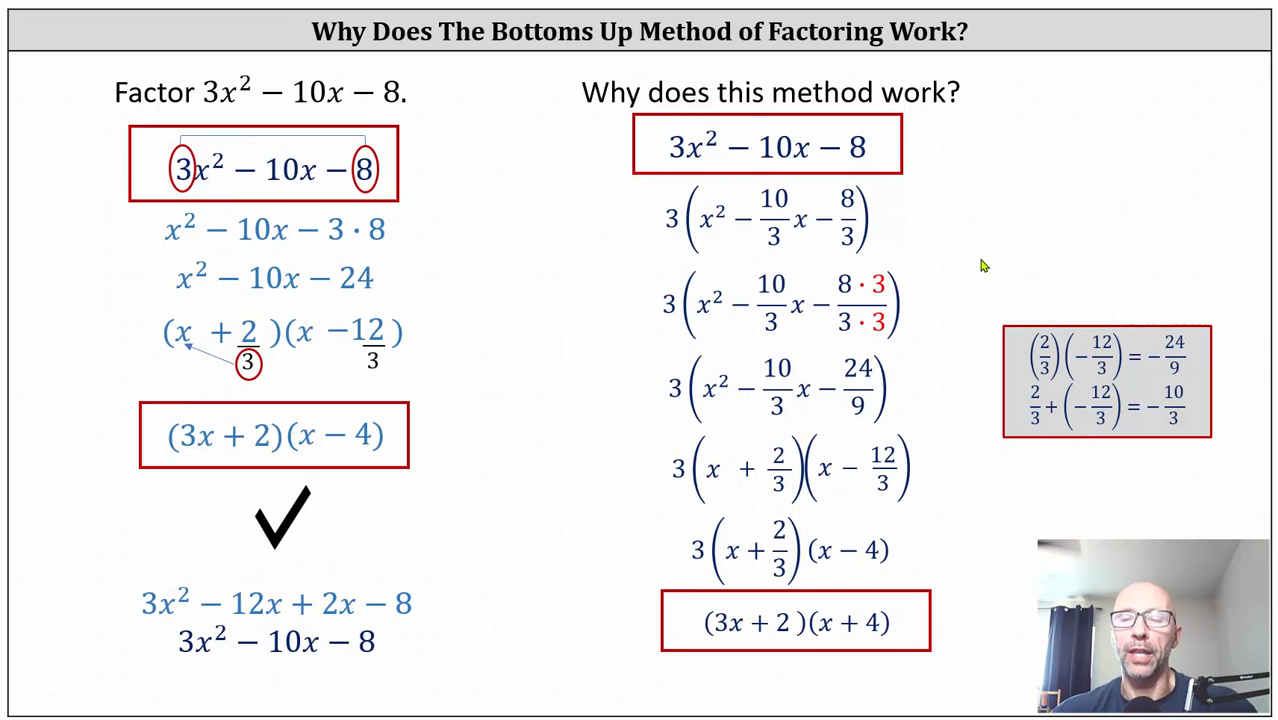 Why Does The Bottoms Up Method of Factoring Work?
Factor 3x² − 10x − 8.
3x² − 10x − 8
x² − 10x − 3 · 8
x² − 10x − 24
(x + 2/3 )(x − 12/3 )
(3x + 2)(x − 4)
3x² − 12x + 2x − 8
3x² − 10x − 8
Why does this method work?
3x² − 10x − 8
3(x² − 10/3 x − 8/3)
3(x² − 10/3 x − 8 · 3/3 · 3)
3(x² − 10/3 x − 24/9)
3(x + 2/3)(x − 12/3)
3(x + 2/3)(x − 4)
(3x + 2 )(x + 4)
(2/3)(− 12/3) = − 24/9
2/3 + (− 12/3) = − 10/3